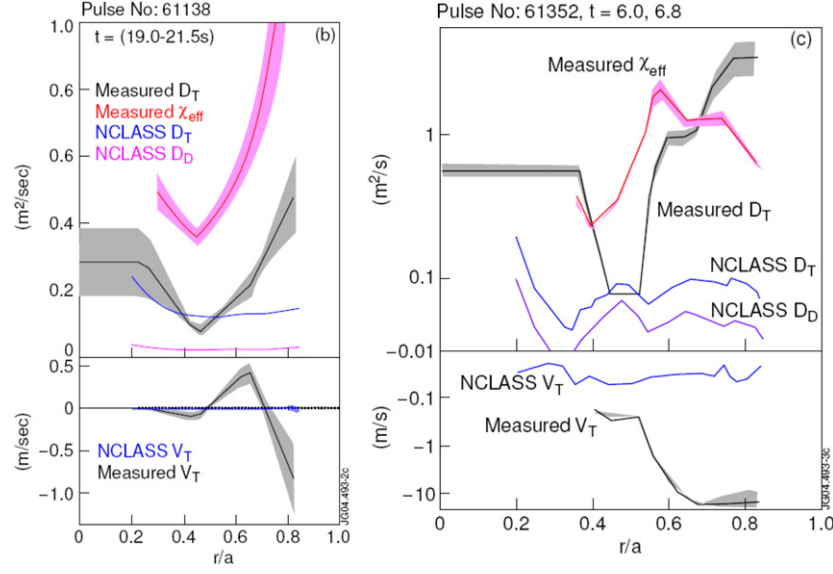 Pulse No: 61138
(b)
t = (19.0-21.5s)
Measured D_T
Measured χ_eff
NCLASS D_T
NCLASS D_D
1.0
0.8
0.6
0.4
0.2
0
(m²/sec)
0.5
0
−0.5
−1.0
(m/sec)
NCLASS V_T
Measured V_T
JG04.493-2c
0 0.2 0.4 0.6 0.8 1.0
r/a
Pulse No: 61352, t = 6.0, 6.8
(c)
Measured χ_eff
1
(m²/s)
Measured D_T
0.1
NCLASS D_T
NCLASS D_D
−0.01
NCLASS V_T
−0.1
Measured V_T
−1
(m/s)
−10
JG04.493-3c
0 0.2 0.4 0.6 0.8 1.0
r/a